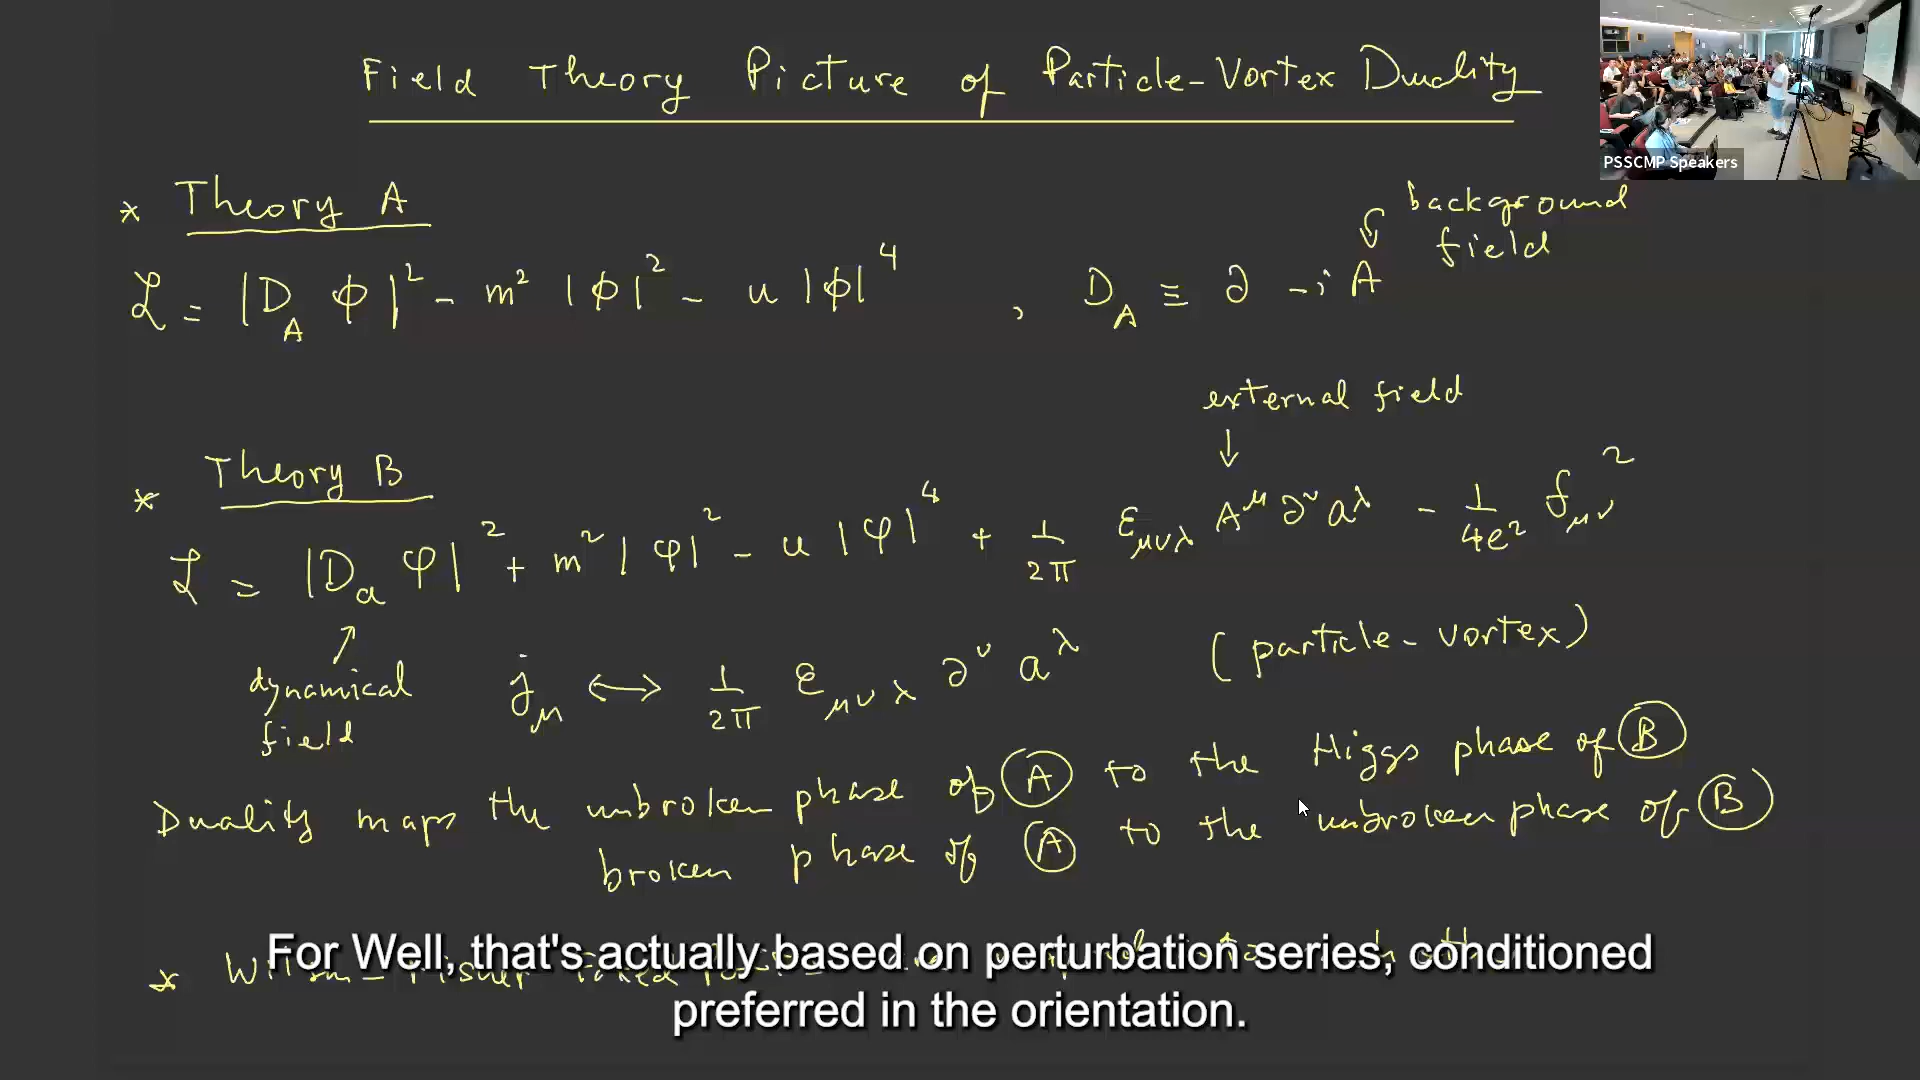 Field Theory Picture of Particle-Vortex Duality
PSSCMP Speakers
* Theory A
background field
ℒ = |D_A ϕ|² - m² |ϕ|² - u |ϕ|⁴ , D_A ≡ ∂ - i A
external field
* Theory B
ℒ = |D_a φ|² + m² |φ|² - u |φ|⁴ + 1/2π ε_μνλ A^μ ∂^ν a^λ - 1/4e² f_μν²
dynamical field
j_μ ↔ 1/2π ε_μνλ ∂^ν a^λ (particle-vortex)
Duality maps the unbroken phase of (A) to the Higgs phase of (B)
broken phase of (A) to the unbroken phase of (B)
* Wilson-Fisher fixed
For Well, that's actually based on perturbation series, conditioned
preferred in the orientation.